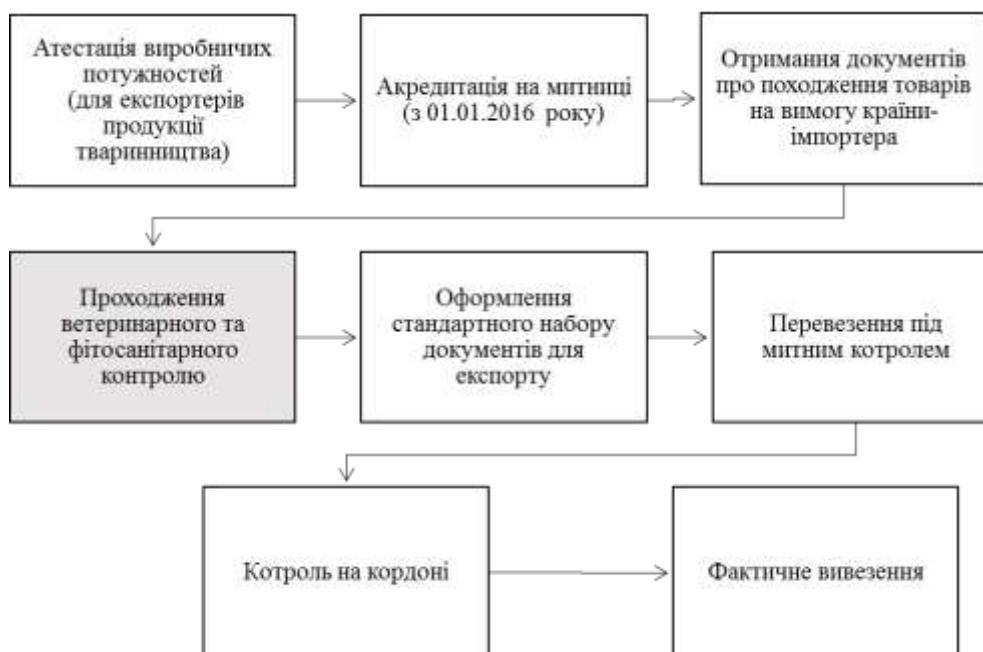 Атестація виробничих
потужностей
(для експортерів
продукції
тваринництва)
Акредитація на митниці
(з 01.01.2016 року)
Отримання документів
про походження товарів
на вимогу країни-
імпортера
Проходження
ветеринарного та
фітосанітарного
контролю
Оформлення
стандартного набору
документів для
експорту
Перевезення під
митним котролем
Котроль на кордоні
Фактичне вивезення